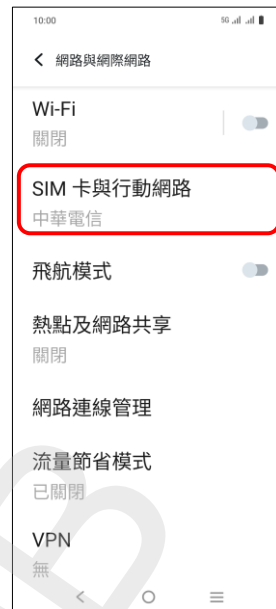 10:00
5G
網路與網際網路
Wi-Fi
關閉
SIM 卡與行動網路
中華電信
飛航模式
熱點及網路共享
關閉
網路連線管理
流量節省模式
已關閉
VPN
無